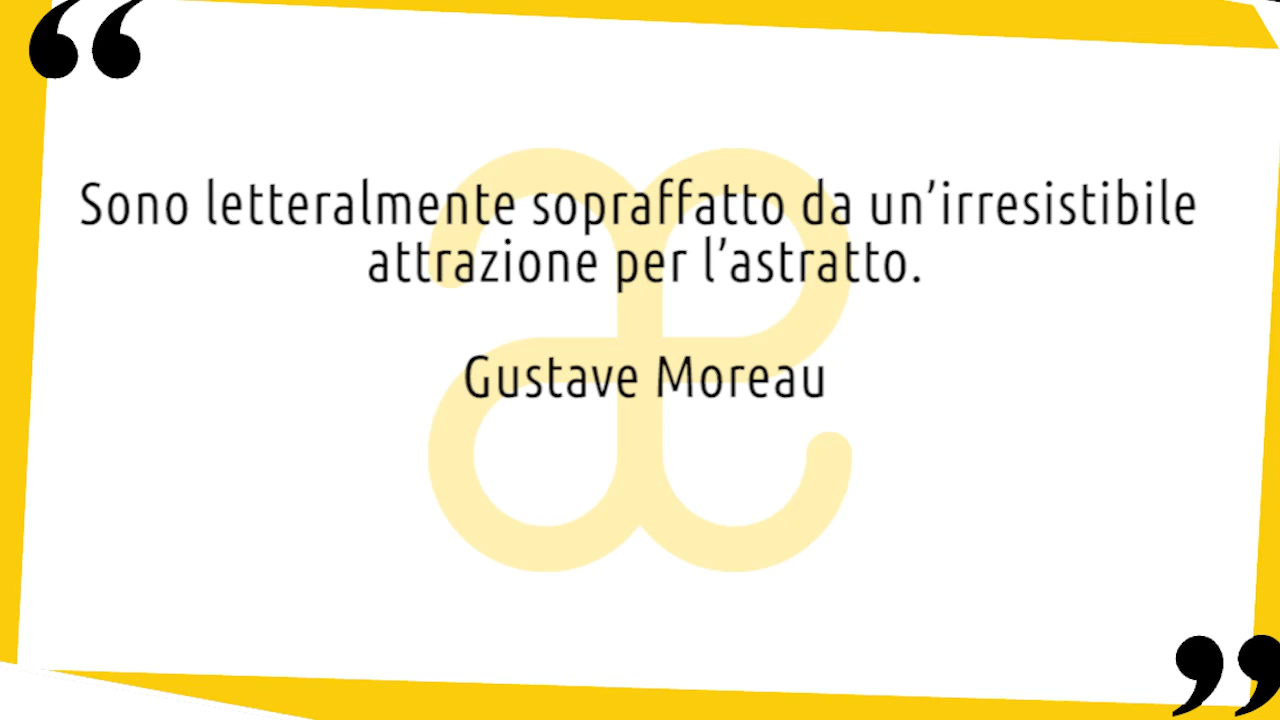 “
Sono letteralmente sopraffatto da un’irresistibile
attrazione per l’astratto.
Gustave Moreau
”